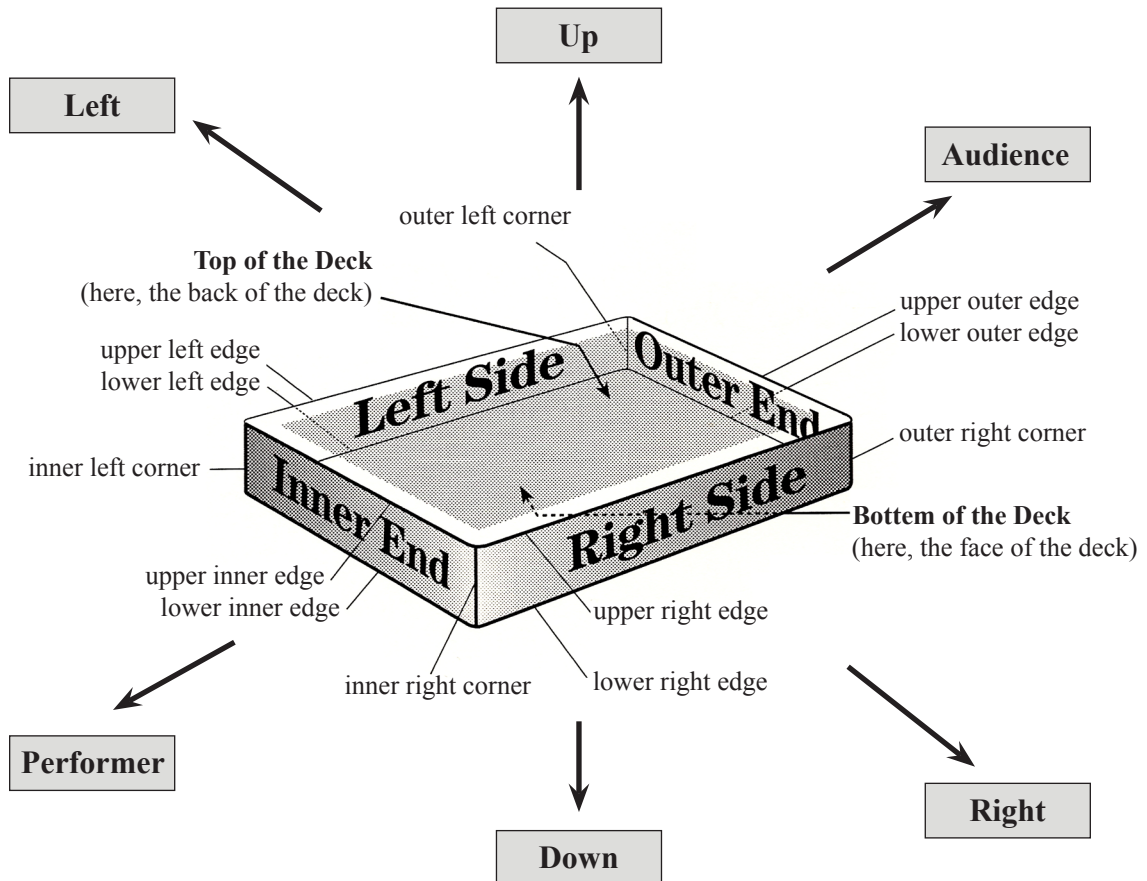 Up
Left
Audience
outer left corner
Top of the Deck
(here, the back of the deck)
upper outer edge
lower outer edge
upper left edge
lower left edge
Left Side
Outer End
outer right corner
inner left corner
Inner End
Right Side
Bottem of the Deck
(here, the face of the deck)
upper inner edge
lower inner edge
upper right edge
inner right corner
lower right edge
Performer
Right
Down